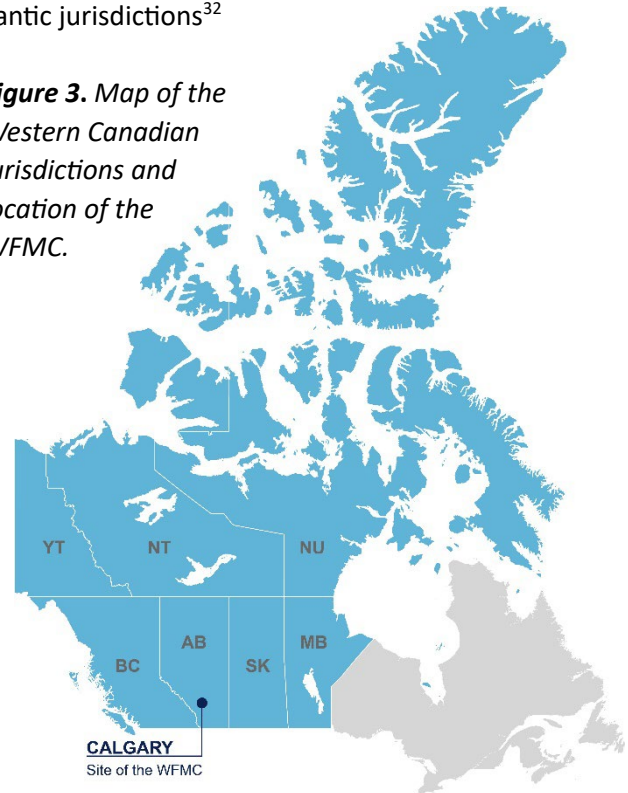 antic jurisdictions32
igure 3. Map of the
estern Canadian
urisdictions and
ocation of the
WFMC.
YT
NT
NU
BC
AB
SK
MB
CALGARY
Site of the WFMC